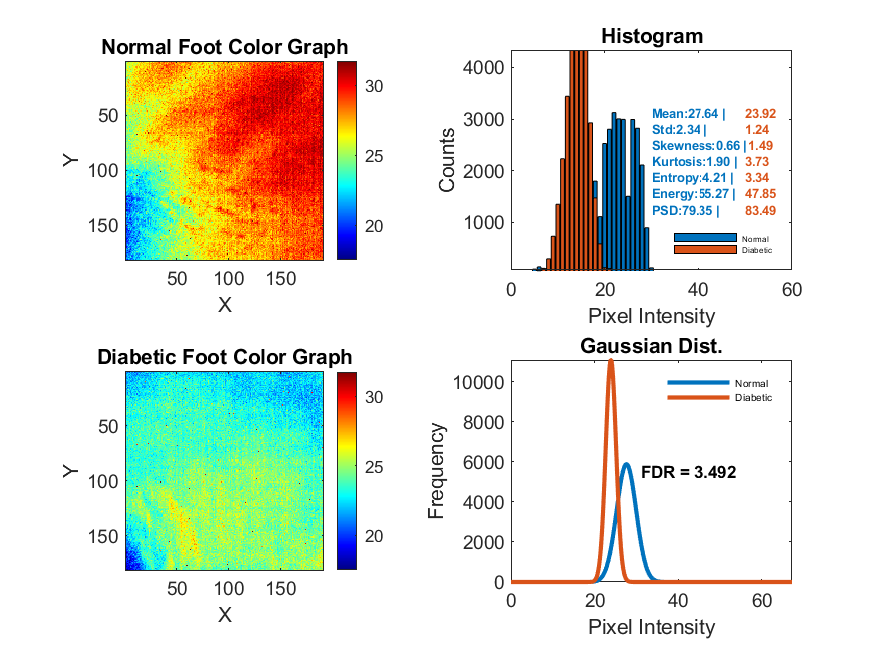 Normal Foot Color Graph
50
100
150
Y
50 100 150
X
30
25
20
Histogram
4000
3000
2000
1000
Counts
Mean:27.64 | 23.92
Std:2.34 | 1.24
Skewness:0.66 | 1.49
Kurtosis:1.90 | 3.73
Entropy:4.21 | 3.34
Energy:55.27 | 47.85
PSD:79.35 | 83.49
Normal
Diabetic
0 20 40 60
Pixel Intensity
Diabetic Foot Color Graph
50
100
150
Y
50 100 150
X
30
25
20
Gaussian Dist.
10000
8000
6000
4000
2000
0
Frequency
Normal
Diabetic
FDR = 3.492
0 20 40 60
Pixel Intensity